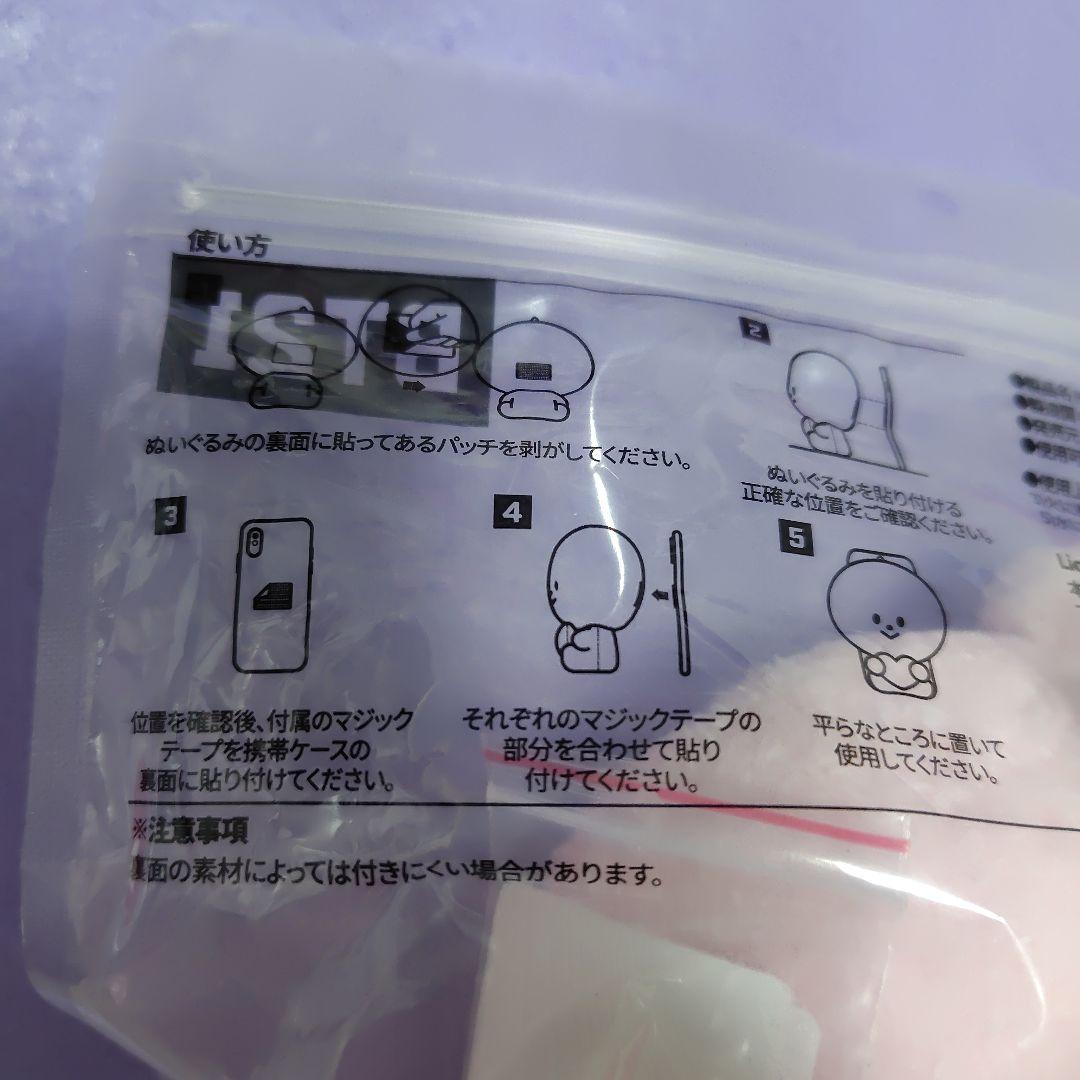 使い方
ぬいぐるみの裏面に貼ってあるパッチを剥がしてください。
2
ぬいぐるみを貼り付ける
正確な位置をご確認ください。
3
位置を確認後、付属のマジック
テープを携帯ケースの
裏面に貼り付けてください。
4
それぞれのマジックテープの
部分を合わせて貼り
付けてください。
5
平らなところに置いて
使用してください。
※注意事項
裏面の素材によっては付きにくい場合があります。